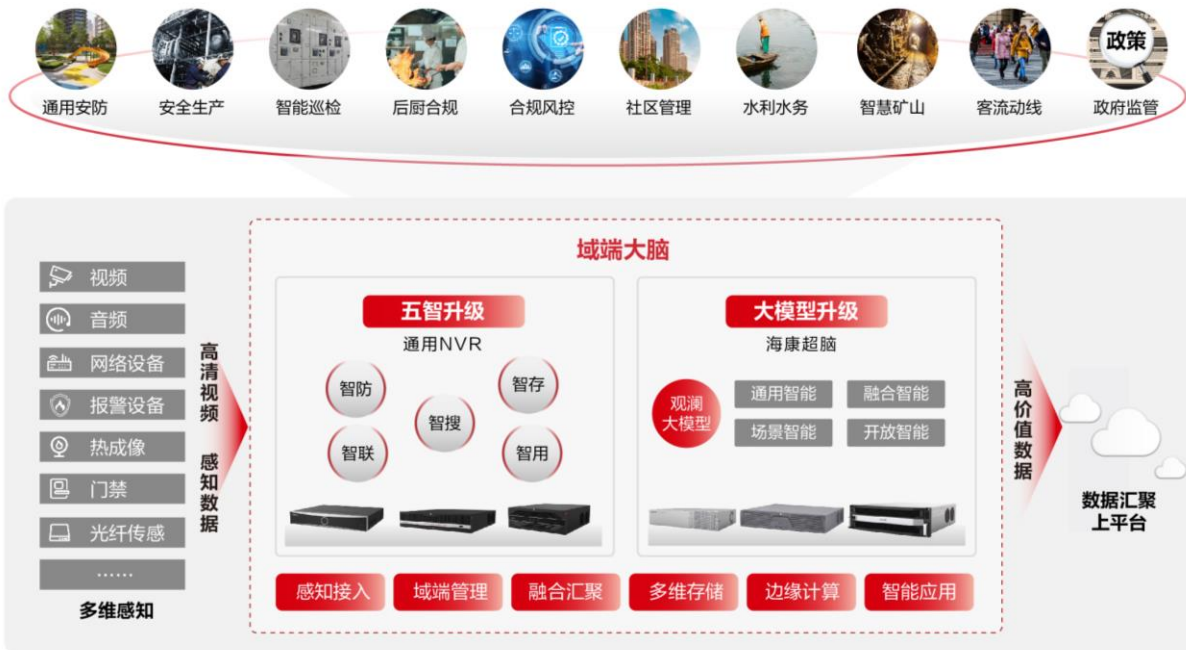 政策
通用安防
安全生产
智能巡检
后厨合规
合规风控
社区管理
水利水务
智慧矿山
客流动线
政府监管
视频
音频
网络设备
报警设备
热成像
门禁
光纤传感
......
多维感知
高清视频
感知数据
域端大脑
五智升级
通用NVR
智防
智存
智搜
智联
智用
大模型升级
海康超脑
观澜
大模型
通用智能
融合智能
场景智能
开放智能
感知接入
域端管理
融合汇聚
多维存储
边缘计算
智能应用
高价值数据
数据汇聚
上平台